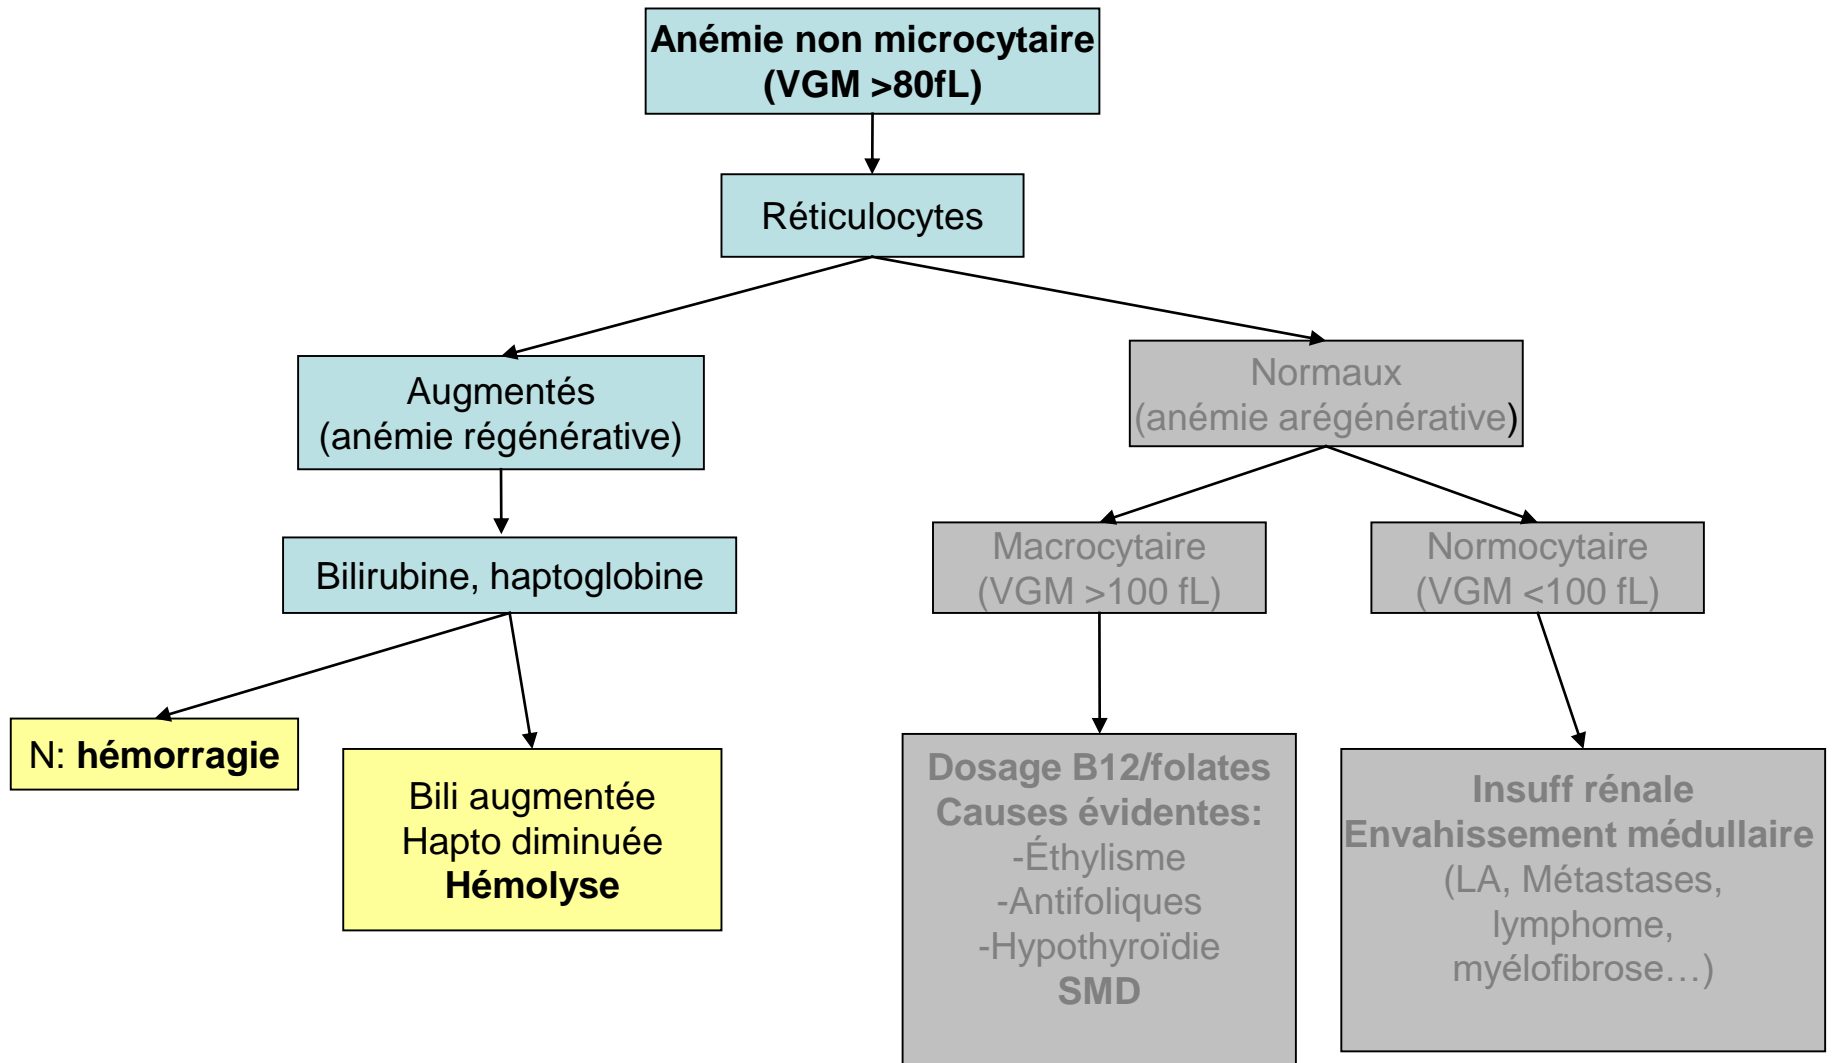 Anémie non microcytaire
(VGM >80fL)
Réticulocytes
Augmentés
(anémie régénérative)
Normaux
(anémie arégénérative)
Bilirubine, haptoglobine
Macrocytaire
(VGM >100 fL)
Normocytaire
(VGM <100 fL)
N: hémorragie
Bili augmentée
Hapto diminuée
Hémolyse
Dosage B12/folates
Causes évidentes:
-Éthylisme
-Antifoliques
-Hypothyroïdie
SMD
Insuff rénale
Envahissement médullaire
(LA, Métastases,
lymphome,
myélofibrose…)